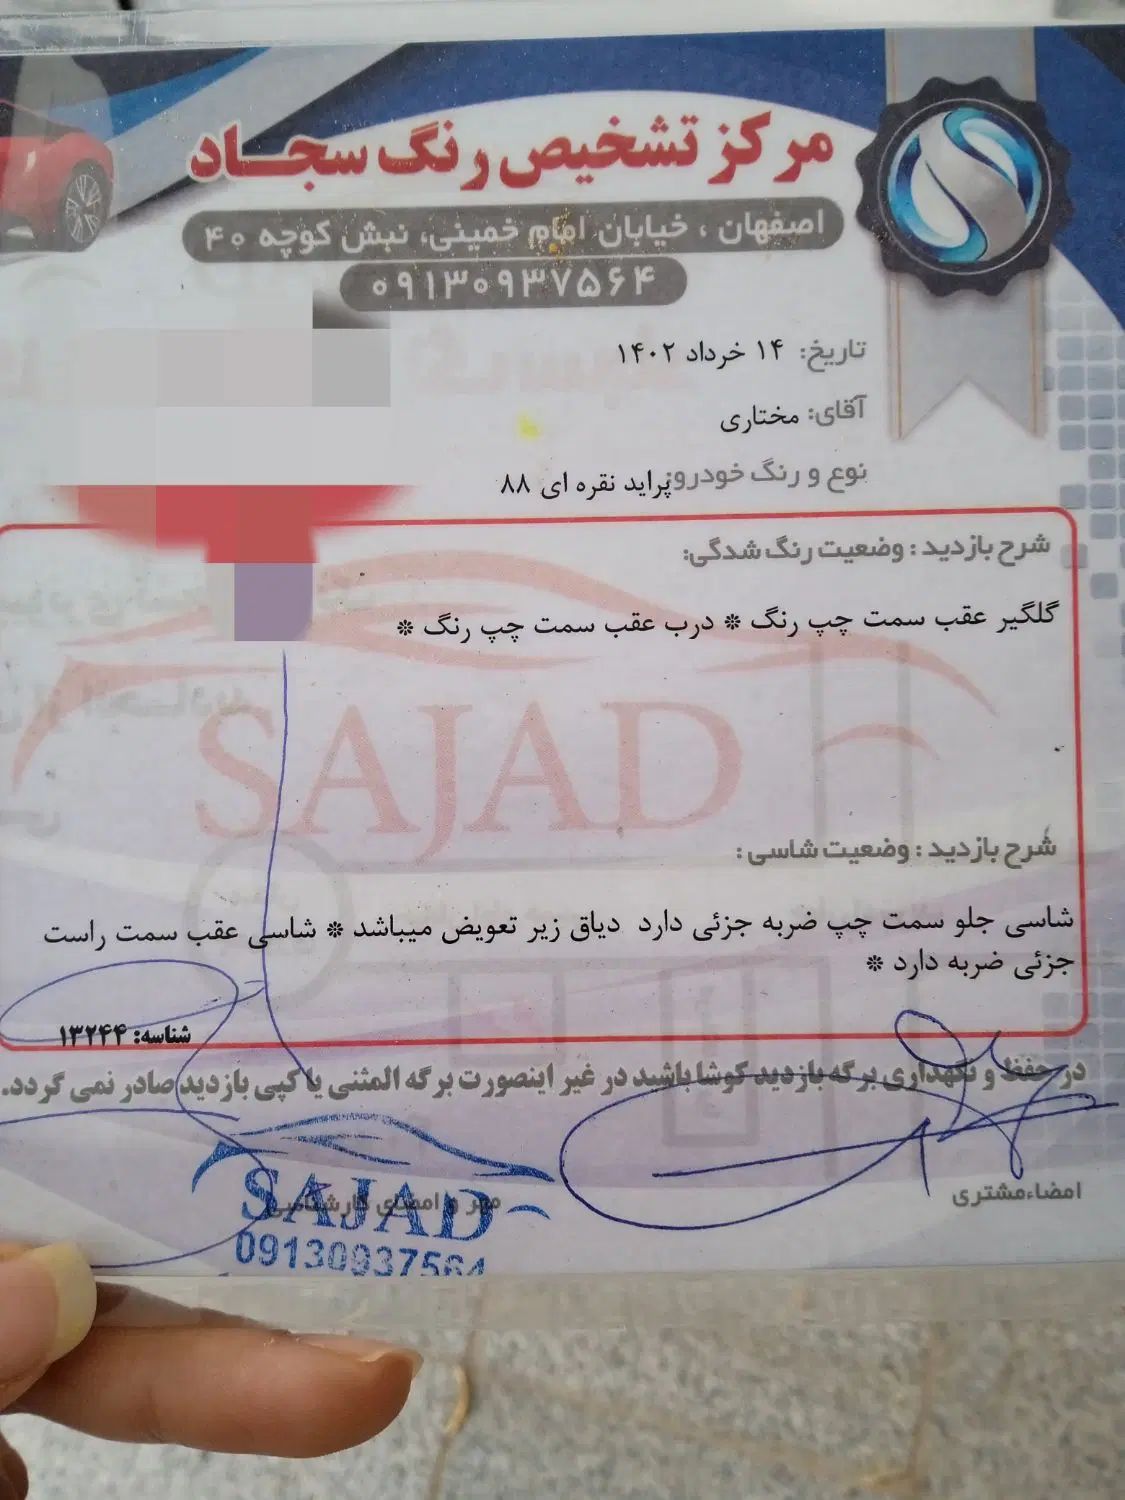 مرکز تشخیص رنگ سجاد
اصفهان ، خیابان امام خمینی، نبش کوچه ۴۰
۰۹۱۳۰۹۳۷۵۶۴
تاریخ: ۱۴ خرداد ۱۴۰۲
آقای: مختاری
نوع و رنگ خودرو: پراید نقره ای ۸۸
شرح بازدید : وضعیت رنگ شدگی:
گلگیر عقب سمت چپ رنگ * درب عقب سمت چپ رنگ *
SAJAD
شرح بازدید : وضعیت شاسی :
شاسی جلو سمت چپ ضربه جزئی دارد دیاق زیر تعویض میباشد * شاسی عقب سمت راست
جزئی ضربه دارد *
شناسه: ۱۳۲۴۴
در حفظ و نگهداری برگه بازدید کوشا باشید در غیر اینصورت برگه المثنی یا کپی بازدید صادر نمی گردد.
امضاء مشتری
مهر و امضای کارشناسی
SAJAD
09130937564